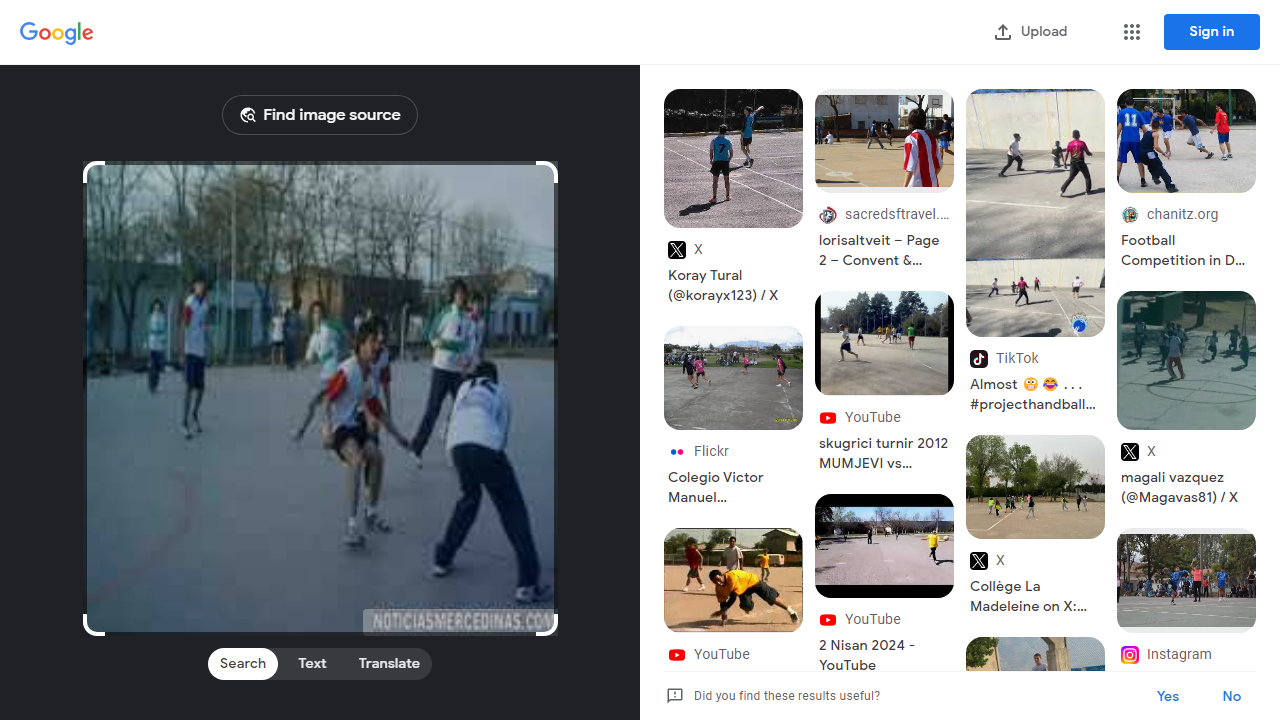 Google
Upload
Sign in
Find image source
NOTICIASMERCEDINAS.COM
Search
Text
Translate
7
X
Koray Tural
(@korayx123) / X
Flickr
Colegio Victor
Manuel...
YouTube
sacredsftravel....
lorisaltveit – Page
2 – Convent &...
YouTube
skugrici turnir 2012
MUMJEVI vs...
YouTube
2 Nisan 2024 -
YouTube
TikTok
Almost 😬 😂 . . .
#projecthandball...
X
Collège La
Madeleine on X:...
11
chanitz.org
Football
Competition in D...
X
magali vazquez
(@Magavas81) / X
Instagram
Did you find these results useful?
Yes
No